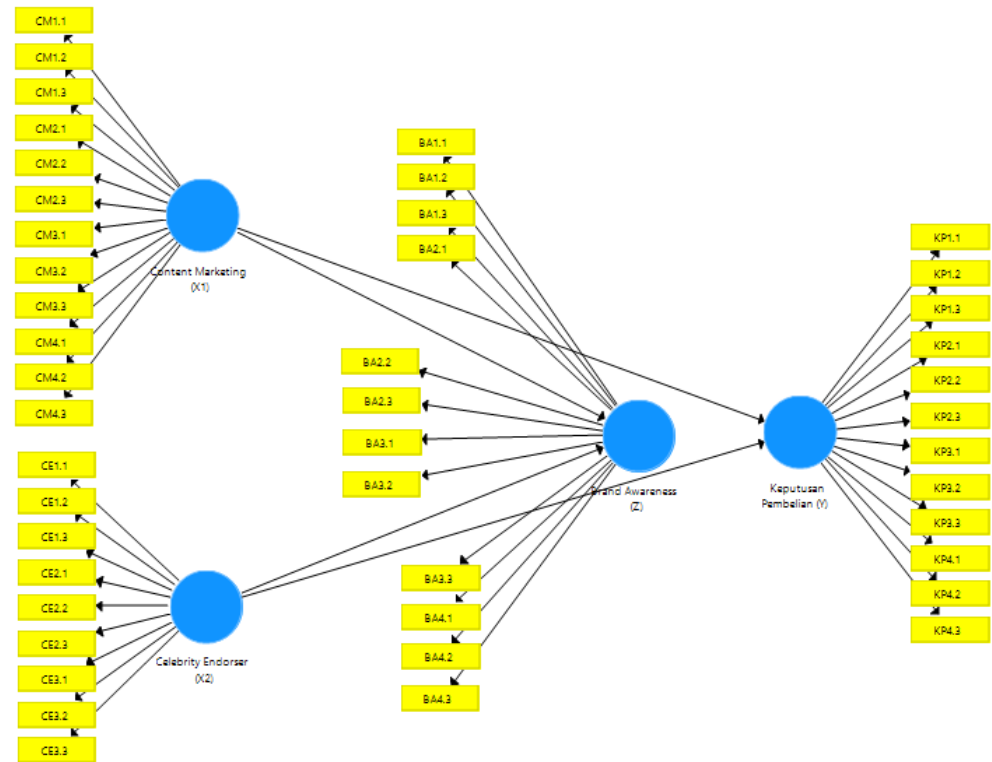 CM1.1
CM1.2
CM1.3
CM2.1
CM2.2
CM2.3
CM3.1
CM3.2
CM3.3
CM4.1
CM4.2
CM4.3
Content Marketing
(X1)
CE1.1
CE1.2
CE1.3
CE2.1
CE2.2
CE2.3
CE3.1
CE3.2
CE3.3
Celebrity Endorser
(X2)
BA1.1
BA1.2
BA1.3
BA2.1
BA2.2
BA2.3
BA3.1
BA3.2
BA3.3
BA4.1
BA4.2
BA4.3
Brand Awareness
(Z)
Keputusan
Pembelian (Y)
KP1.1
KP1.2
KP1.3
KP2.1
KP2.2
KP2.3
KP3.1
KP3.2
KP3.3
KP4.1
KP4.2
KP4.3